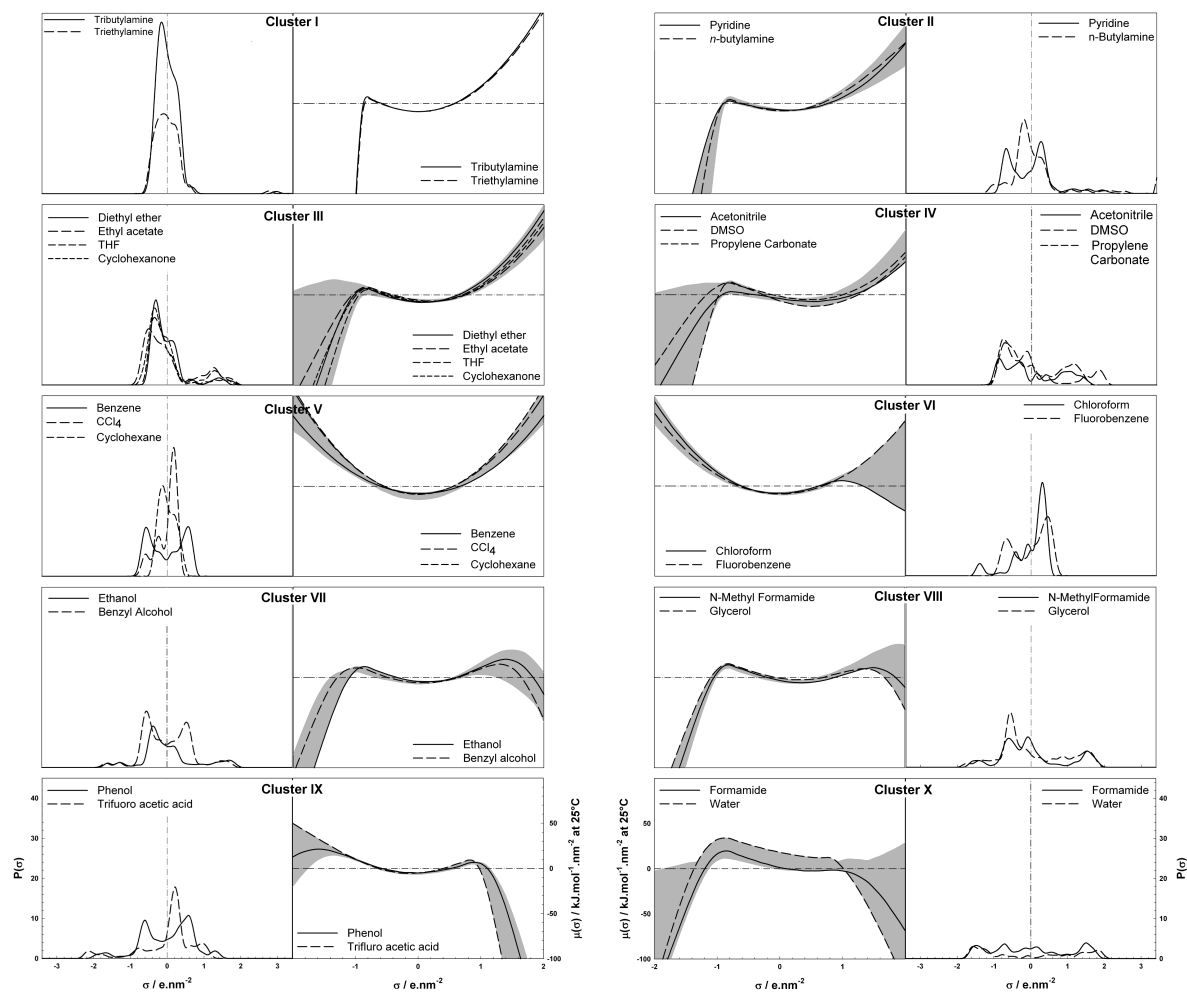 Tributylamine
Triethylamine
Cluster I
Tributylamine
Triethylamine
Pyridine
n-butylamine
Cluster II
Pyridine
n-Butylamine
Diethyl ether
Ethyl acetate
THF
Cyclohexanone
Cluster III
Diethyl ether
Ethyl acetate
THF
Cyclohexanone
Acetonitrile
DMSO
Propylene Carbonate
Cluster IV
Acetonitrile
DMSO
Propylene
Carbonate
Benzene
CCl4
Cyclohexane
Cluster V
Benzene
CCl4
Cyclohexane
Cluster VI
Chloroform
Fluorobenzene
Chloroform
Fluorobenzene
Ethanol
Benzyl Alcohol
Cluster VII
Ethanol
Benzyl alcohol
N-Methyl Formamide
Glycerol
Cluster VIII
N-MethylFormamide
Glycerol
Phenol
Trifuoro acetic acid
Cluster IX
Phenol
Trifluro acetic acid
P(σ)
40
30
20
10
0
-3 -2 -1 0 1 2 3
σ / e.nm-2
-1 0 1 2
σ / e.nm-2
50
0
-50
-100
μ(σ) / kJ.mol-1.nm-2 at 25°C
Formamide
Water
Cluster X
Formamide
Water
μ(σ) / kJ.mol-1.nm-2 at 25°C
50
0
-50
-100
-2 -1 0 1
σ / e.nm-2
-3 -2 -1 0 1 2 3
σ / e.nm-2
40
30
20
10
0
P(σ)